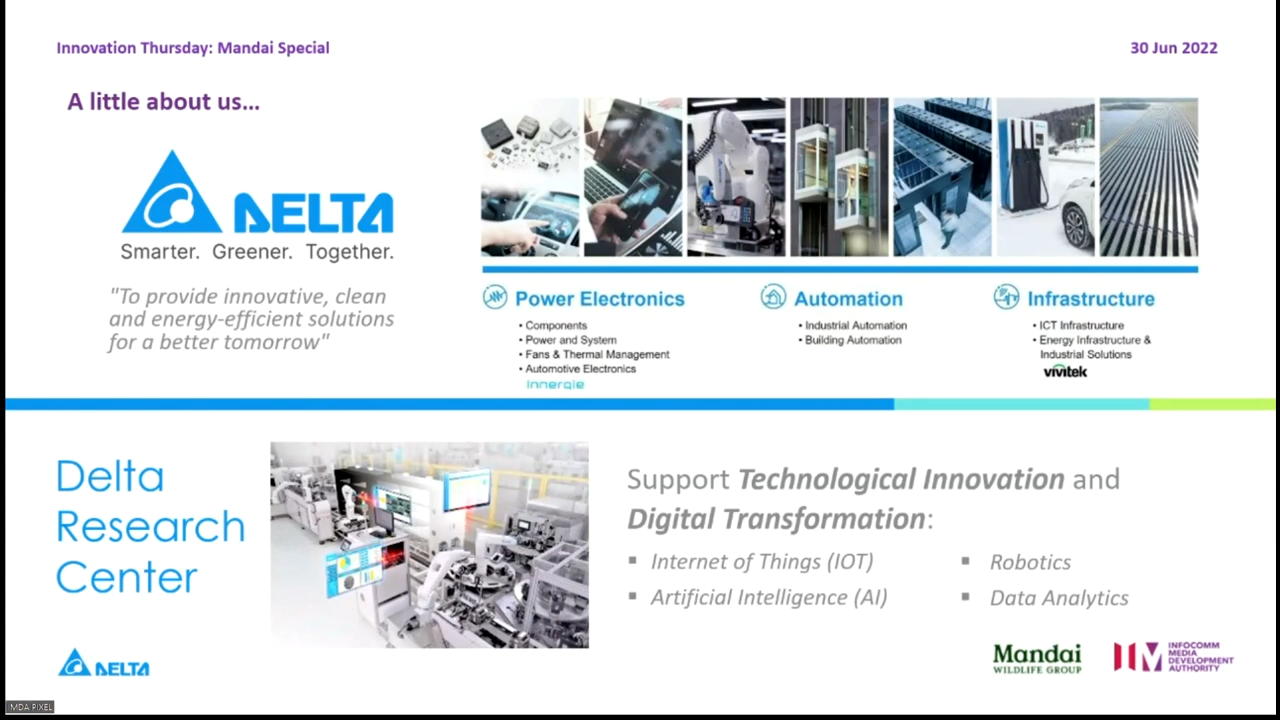 Innovation Thursday: Mandai Special
30 Jun 2022
A little about us...
DELTA
Smarter. Greener. Together.
"To provide innovative, clean
and energy-efficient solutions
for a better tomorrow"
Power Electronics
• Components
• Power and System
• Fans & Thermal Management
• Automotive Electronics
innergie
Automation
• Industrial Automation
• Building Automation
Infrastructure
• ICT Infrastructure
• Energy Infrastructure &
Industrial Solutions
vivitek
Delta
Research
Center
Support Technological Innovation and
Digital Transformation:
▪ Internet of Things (IOT)
▪ Artificial Intelligence (AI)
▪ Robotics
▪ Data Analytics
DELTA
Mandai
WILDLIFE GROUP
INFOCOMM
MEDIA
DEVELOPMENT
AUTHORITY
IMDA PIXEL